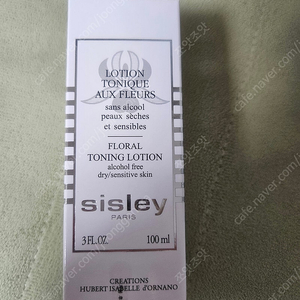 LOTION
TONIQUE
AUX FLEURS
sans alcool
peaux sèches
et sensibles
FLORAL
TONING LOTION
alcohol free
dry/sensitive skin
sisley
PARIS
3 FL.OZ. 100 ml
CREATIONS
HUBERT ISABELLE d'ORNANO